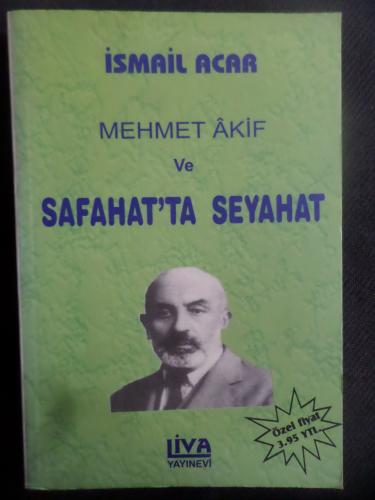 İSMAİL ACAR
MEHMET ÂKİF
Ve
SAFAHAT'TA SEYAHAT
Özel fiyat
3.95 YTL.
LİVA
YAYINEVİ